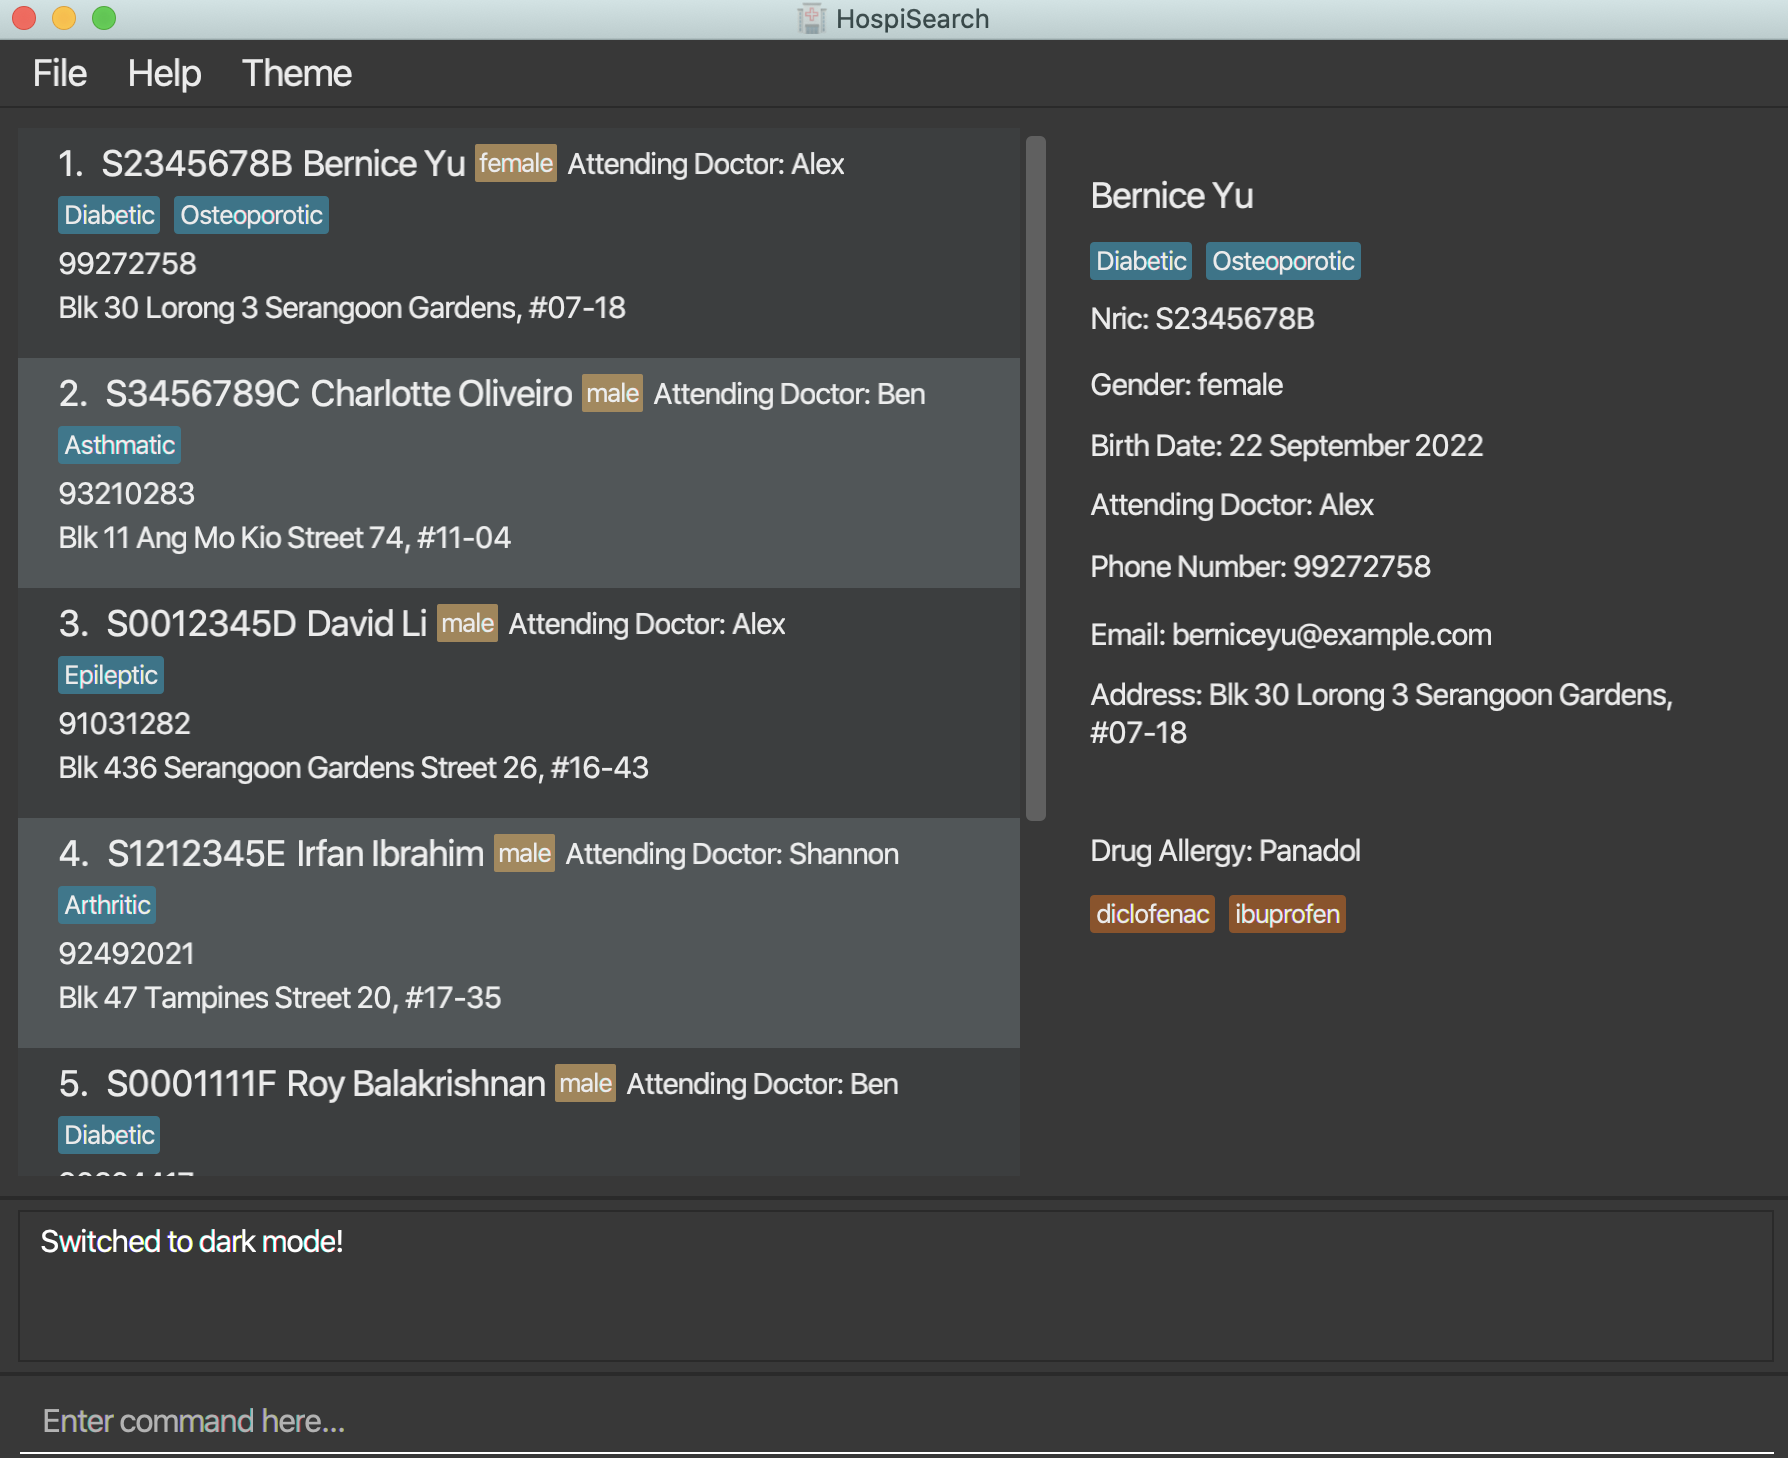 HospiSearch
File Help Theme
1. S2345678B Bernice Yu female Attending Doctor: Alex
Diabetic Osteoporotic
99272758
Blk 30 Lorong 3 Serangoon Gardens, #07-18
2. S3456789C Charlotte Oliveiro male Attending Doctor: Ben
Asthmatic
93210283
Blk 11 Ang Mo Kio Street 74, #11-04
3. S0012345D David Li male Attending Doctor: Alex
Epileptic
91031282
Blk 436 Serangoon Gardens Street 26, #16-43
4. S1212345E Irfan Ibrahim male Attending Doctor: Shannon
Arthritic
92492021
Blk 47 Tampines Street 20, #17-35
5. S0001111F Roy Balakrishnan male Attending Doctor: Ben
Diabetic
Bernice Yu
Diabetic Osteoporotic
Nric: S2345678B
Gender: female
Birth Date: 22 September 2022
Attending Doctor: Alex
Phone Number: 99272758
Email: berniceyu@example.com
Address: Blk 30 Lorong 3 Serangoon Gardens,
#07-18
Drug Allergy: Panadol
diclofenac ibuprofen
Switched to dark mode!
Enter command here...